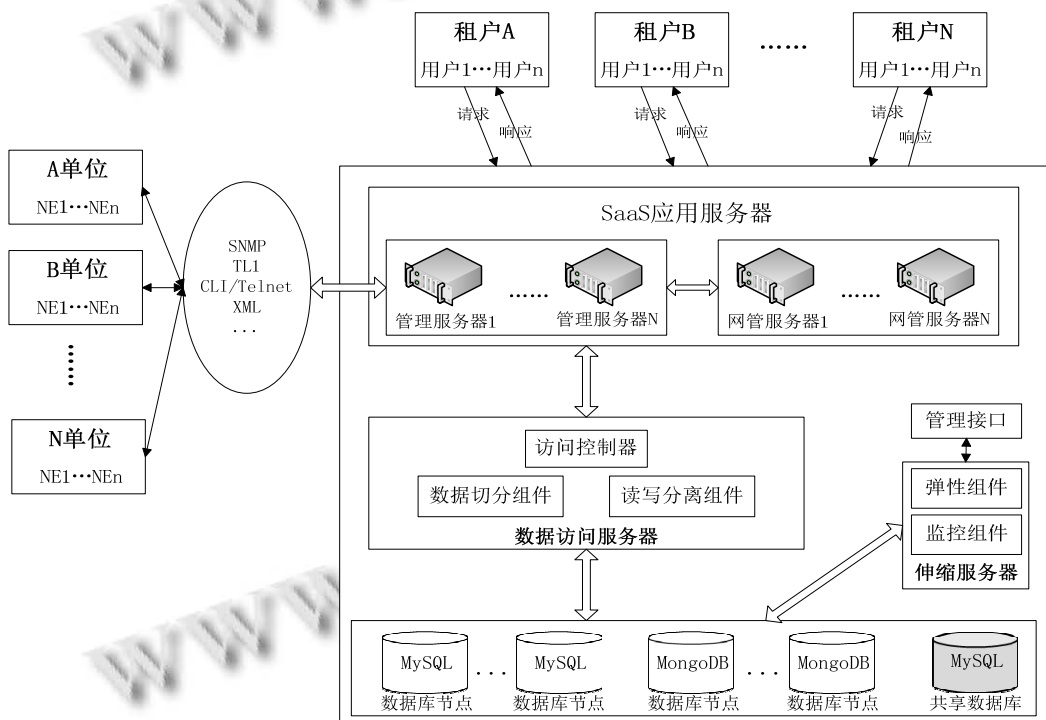 租户A
用户1…用户n
租户B
用户1…用户n
……
租户N
用户1…用户n
请求
响应
请求
响应
请求
响应
A单位
NE1…NEn
B单位
NE1…NEn
……
N单位
NE1…NEn
SNMP
TL1
CLI/Telnet
XML
...
SaaS应用服务器
管理服务器1
……
管理服务器N
网管服务器1
……
网管服务器N
访问控制器
数据切分组件
读写分离组件
数据访问服务器
管理接口
弹性组件
监控组件
伸缩服务器
MySQL
数据库节点
...
MySQL
数据库节点
MongoDB
数据库节点
...
MongoDB
数据库节点
MySQL
共享数据库
www
www